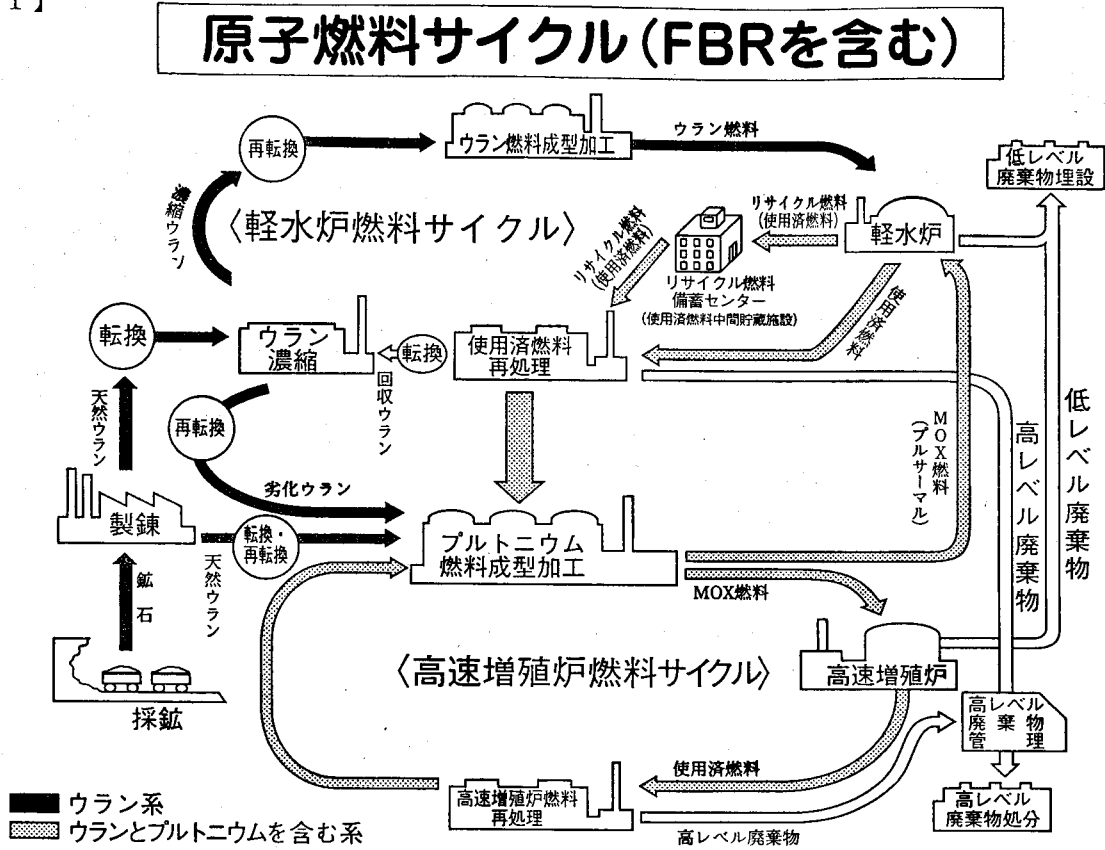 1】
原子燃料サイクル(FBRを含む)
再転換
ウラン燃料成型加工
ウラン燃料
低レベル
廃棄物埋設
濃縮ウラン
〈軽水炉燃料サイクル〉
リサイクル燃料
(使用済燃料)
リサイクル燃料
(使用済燃料)
軽水炉
リサイクル燃料
備蓄センター
(使用済燃料中間貯蔵施設)
使用済燃料
転換
ウラン
濃縮
転換
回収ウラン
使用済燃料
再処理
天然ウラン
再転換
劣化ウラン
MOX燃料
(プルサーマル)
高レベル廃棄物
低レベル廃棄物
製錬
転換・
再転換
天然ウラン
プルトニウム
燃料成型加工
MOX燃料
鉱石
〈高速増殖炉燃料サイクル〉
高速増殖炉
採鉱
高レベル
廃棄物
管理
使用済燃料
高速増殖炉燃料
再処理
高レベル廃棄物
高レベル
廃棄物処分
ウラン系
ウランとプルトニウムを含む系